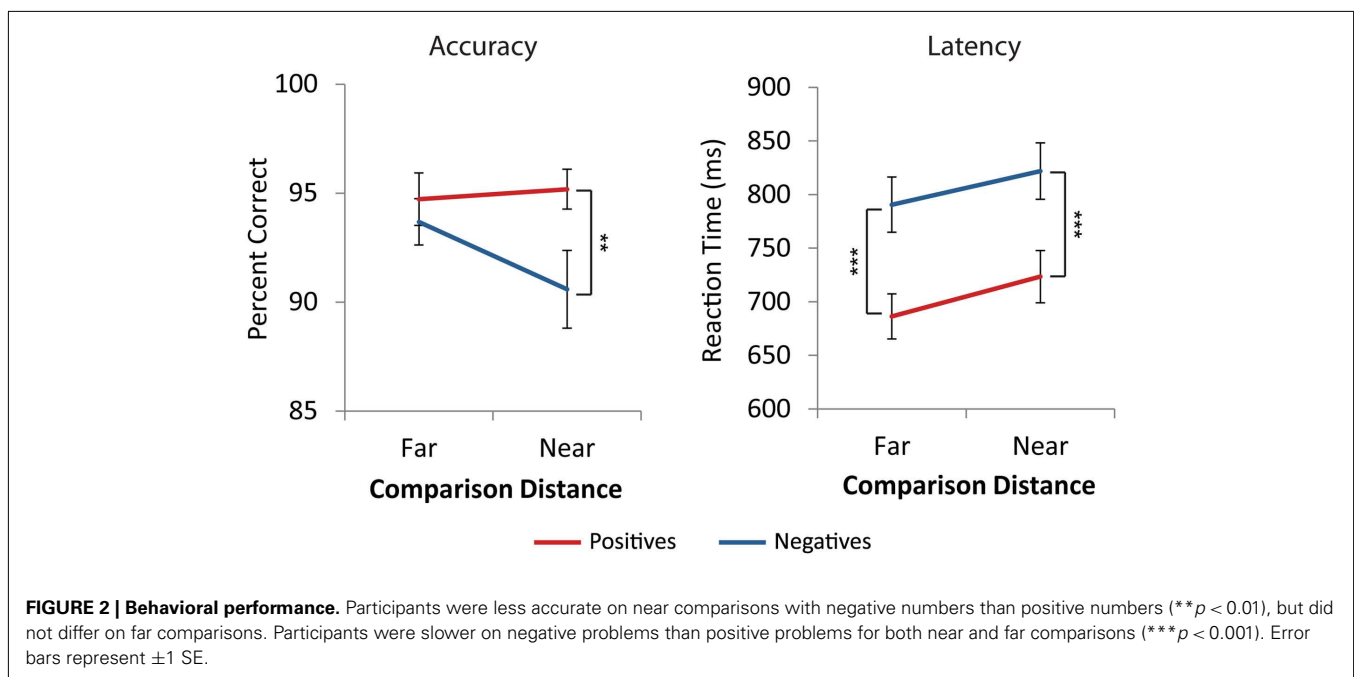 Accuracy
100
95
90
85
Percent Correct
**
Far Near
Comparison Distance
Latency
900
850
800
750
700
650
600
Reaction Time (ms)
***
***
Far Near
Comparison Distance
Positives Negatives
FIGURE 2 | Behavioral performance. Participants were less accurate on near comparisons with negative numbers than positive numbers (**p < 0.01), but did
not differ on far comparisons. Participants were slower on negative problems than positive problems for both near and far comparisons (***p < 0.001). Error
bars represent ±1 SE.